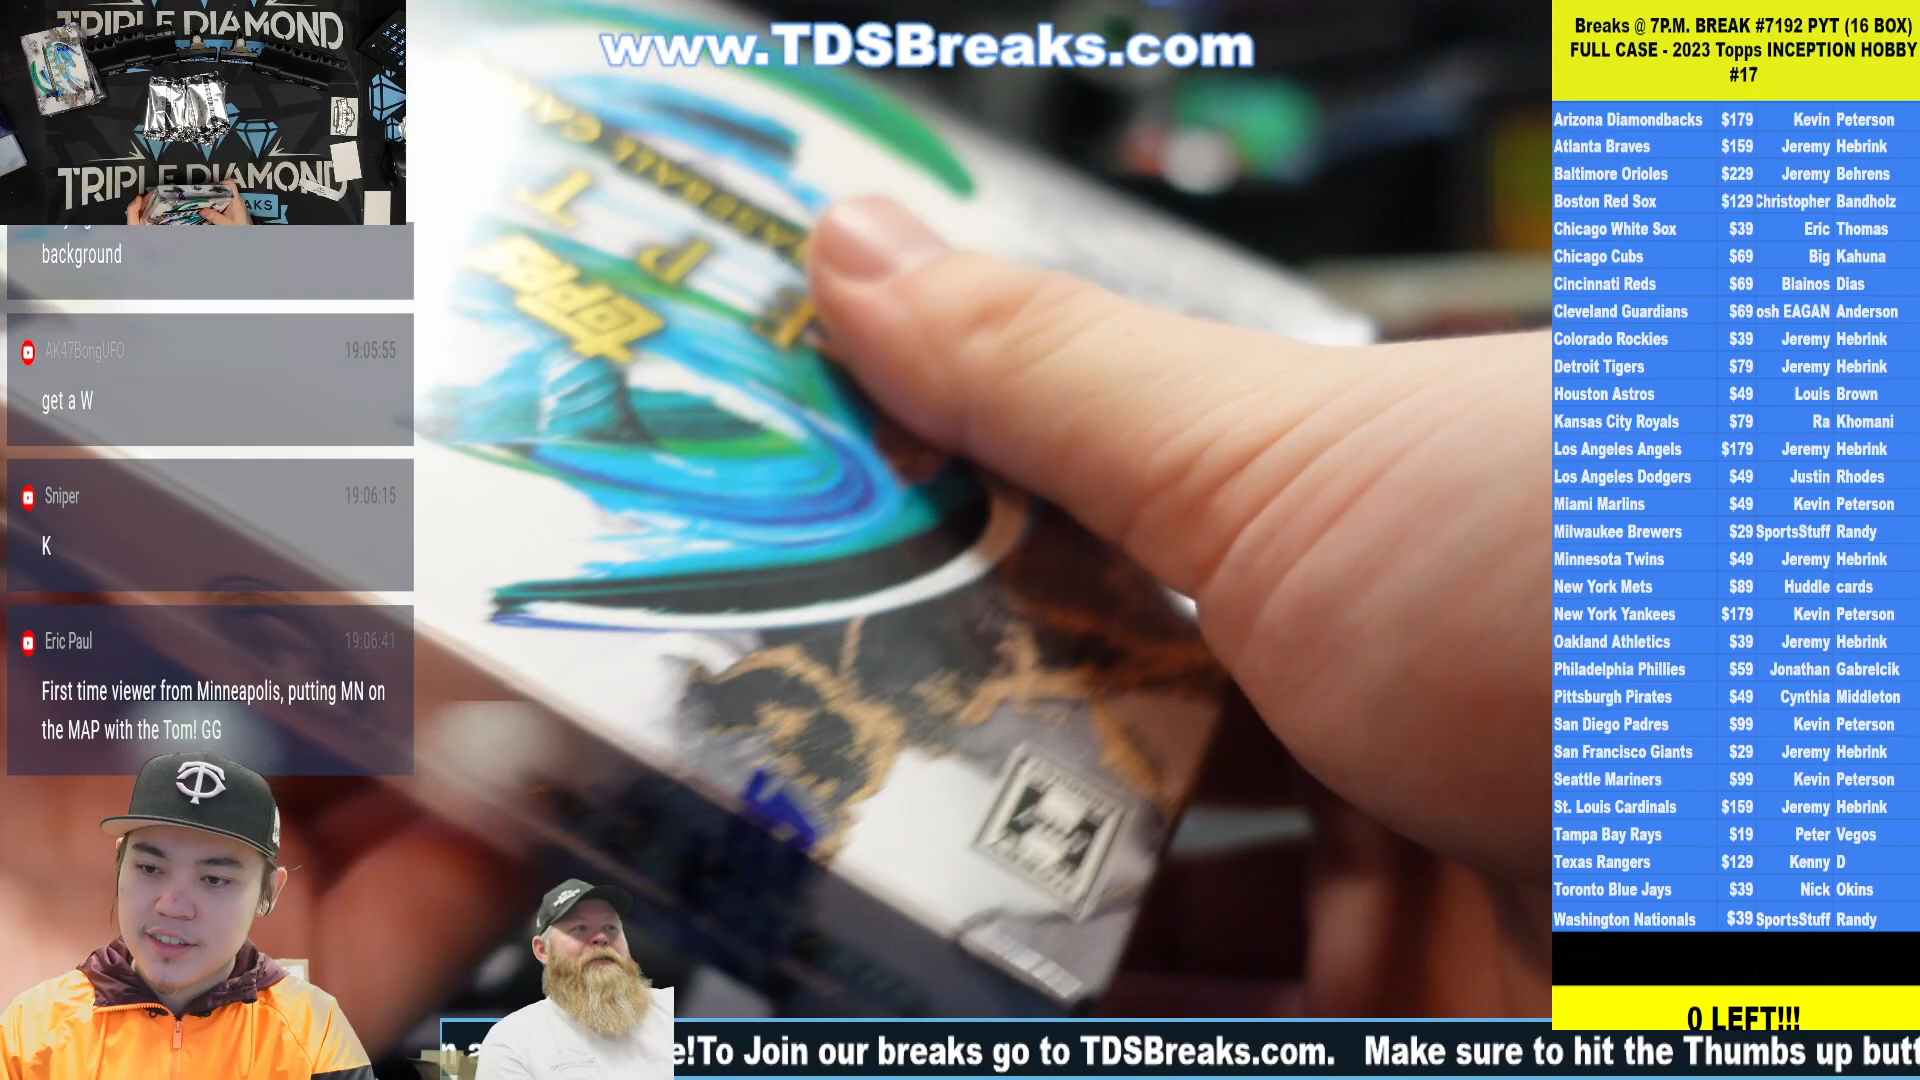 www.TDSBreaks.com
TRIPLE DIAMOND
TRIPLE DIAMOND
background
AK47BongUFO 19:05:55
get a W
Sniper 19:06:15
K
Eric Paul 19:06:41
First time viewer from Minneapolis, putting MN on
the MAP with the Tom! GG
TC
BASEBALL
TOPPS
Breaks @ 7P.M. BREAK #7192 PYT (16 BOX)
FULL CASE - 2023 Topps INCEPTION HOBBY
#17
Arizona Diamondbacks $179 Kevin Peterson
Atlanta Braves $159 Jeremy Hebrink
Baltimore Orioles $229 Jeremy Behrens
Boston Red Sox $129 Christopher Bandholz
Chicago White Sox $39 Eric Thomas
Chicago Cubs $69 Big Kahuna
Cincinnati Reds $69 Blainos Dias
Cleveland Guardians $69 osh EAGAN Anderson
Colorado Rockies $39 Jeremy Hebrink
Detroit Tigers $79 Jeremy Hebrink
Houston Astros $49 Louis Brown
Kansas City Royals $79 Ra Khomani
Los Angeles Angels $179 Jeremy Hebrink
Los Angeles Dodgers $49 Justin Rhodes
Miami Marlins $49 Kevin Peterson
Milwaukee Brewers $29 SportsStuff Randy
Minnesota Twins $49 Jeremy Hebrink
New York Mets $89 Huddle cards
New York Yankees $179 Kevin Peterson
Oakland Athletics $39 Jeremy Hebrink
Philadelphia Phillies $59 Jonathan Gabrelcik
Pittsburgh Pirates $49 Cynthia Middleton
San Diego Padres $99 Kevin Peterson
San Francisco Giants $29 Jeremy Hebrink
Seattle Mariners $99 Kevin Peterson
St. Louis Cardinals $159 Jeremy Hebrink
Tampa Bay Rays $19 Peter Vegos
Texas Rangers $129 Kenny D
Toronto Blue Jays $39 Nick Okins
Washington Nationals $39 SportsStuff Randy
0 LEFT!!!
e!To Join our breaks go to TDSBreaks.com. Make sure to hit the Thumbs up butt